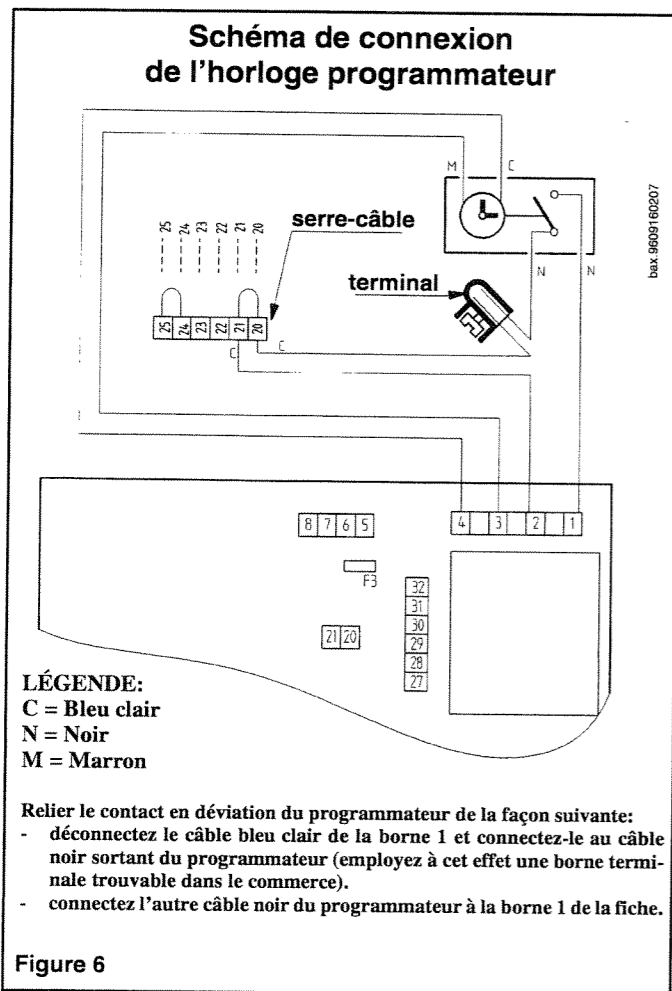 Schéma de connexion
de l'horloge programmateur
M
C
bax.9609160207
25
24
23
22
21
20
serre-câble
terminal
N
N
25
24
23
22
21
20
C
C
8 7 6 5
4 3 2 1
F3
32
31
30
29
28
27
21 20
LÉGENDE:
C = Bleu clair
N = Noir
M = Marron
Relier le contact en déviation du programmateur de la façon suivante:
- déconnectez le câble bleu clair de la borne 1 et connectez-le au câble
noir sortant du programmateur (employez à cet effet une borne termi-
nale trouvable dans le commerce).
- connectez l'autre câble noir du programmateur à la borne 1 de la fiche.
Figure 6